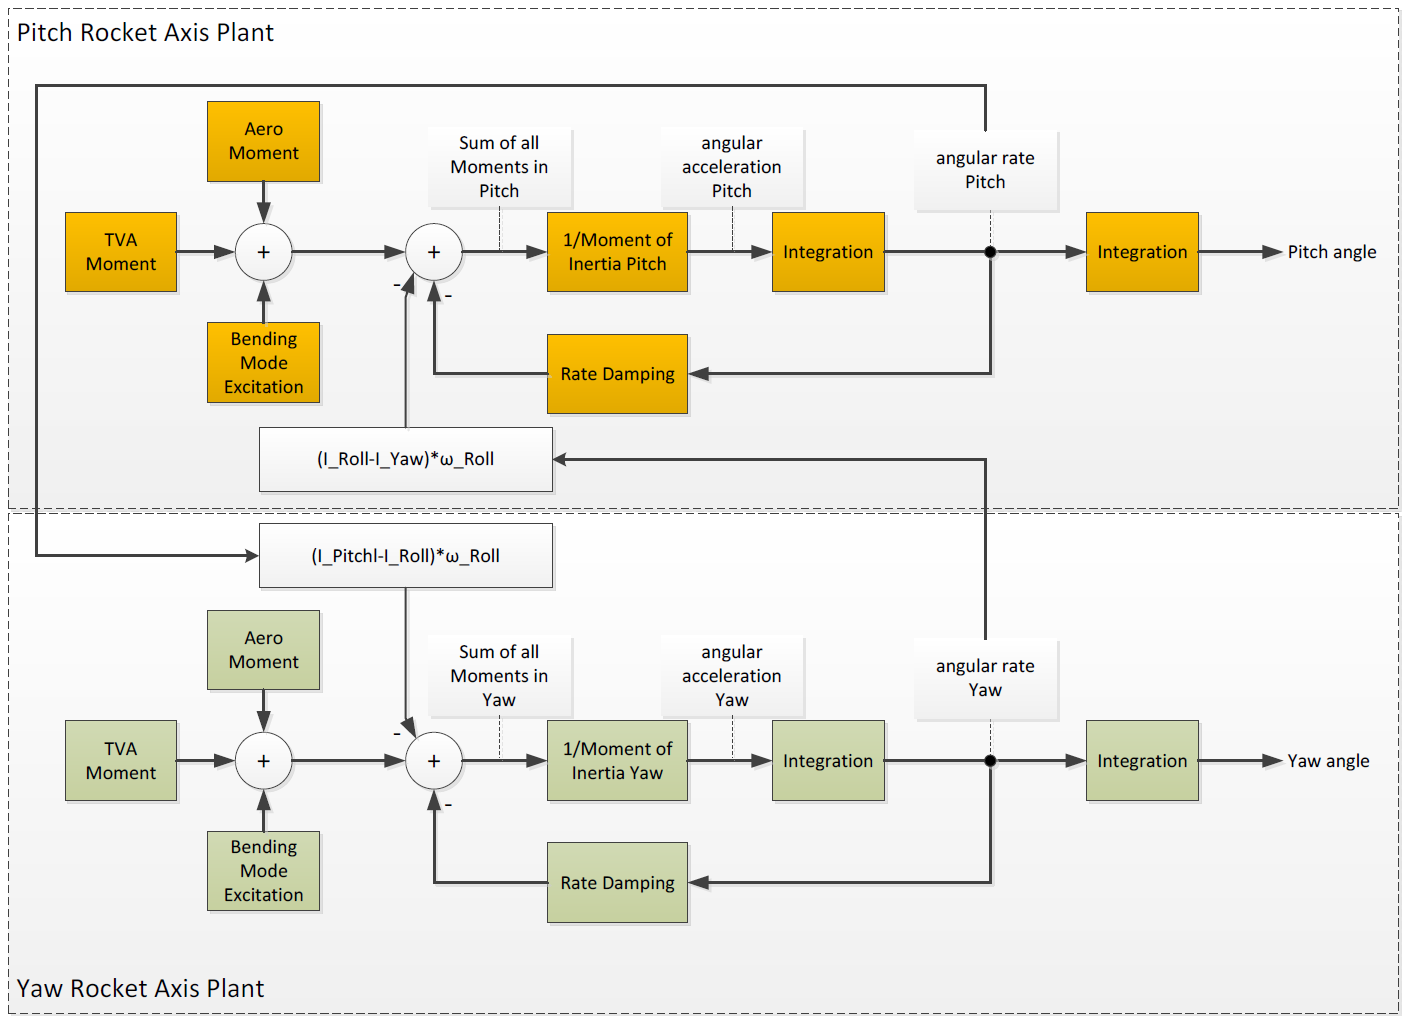 Pitch Rocket Axis Plant
Aero
Moment
Sum of all
Moments in
Pitch
angular
acceleration
Pitch
angular rate
Pitch
TVA
Moment
+
+
1/Moment of
Inertia Pitch
Integration
Integration
Pitch angle
-
-
Bending
Mode
Excitation
Rate Damping
(I_Roll-I_Yaw)*ω_Roll
(I_Pitchl-I_Roll)*ω_Roll
Aero
Moment
Sum of all
Moments in
Yaw
angular
acceleration
Yaw
angular rate
Yaw
-
TVA
Moment
+
+
1/Moment of
Inertia Yaw
Integration
Integration
Yaw angle
-
Bending
Mode
Excitation
Rate Damping
Yaw Rocket Axis Plant